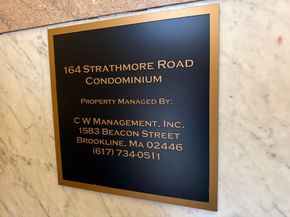 164 STRATHMORE ROAD
CONDOMINIUM
PROPERTY MANAGED BY:
C W MANAGEMENT, INC.
1583 BEACON STREET
BROOKLINE, MA 02446
(617) 734-0511